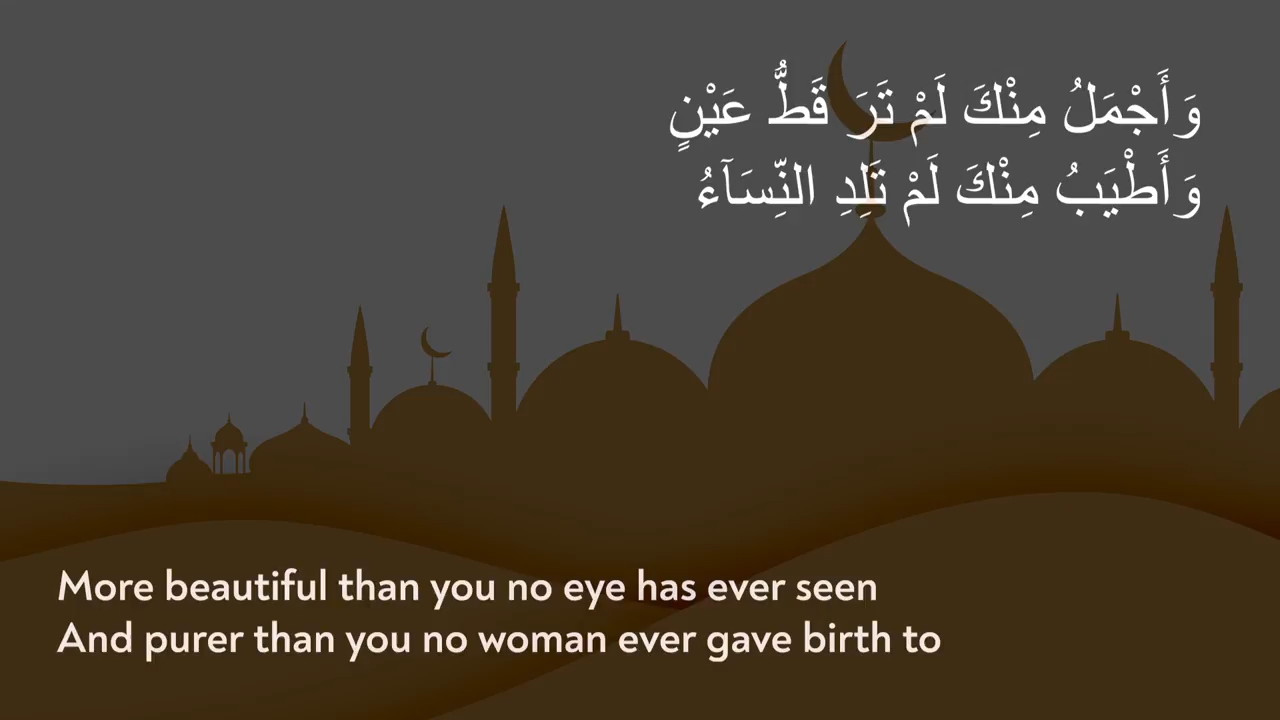 وَأَجْمَلُ مِنْكَ لَمْ تَرَ قَطُّ عَيْنٍ
وَأَطْيَبُ مِنْكَ لَمْ تَلِدِ النِّسَآءُ
More beautiful than you no eye has ever seen
And purer than you no woman ever gave birth to